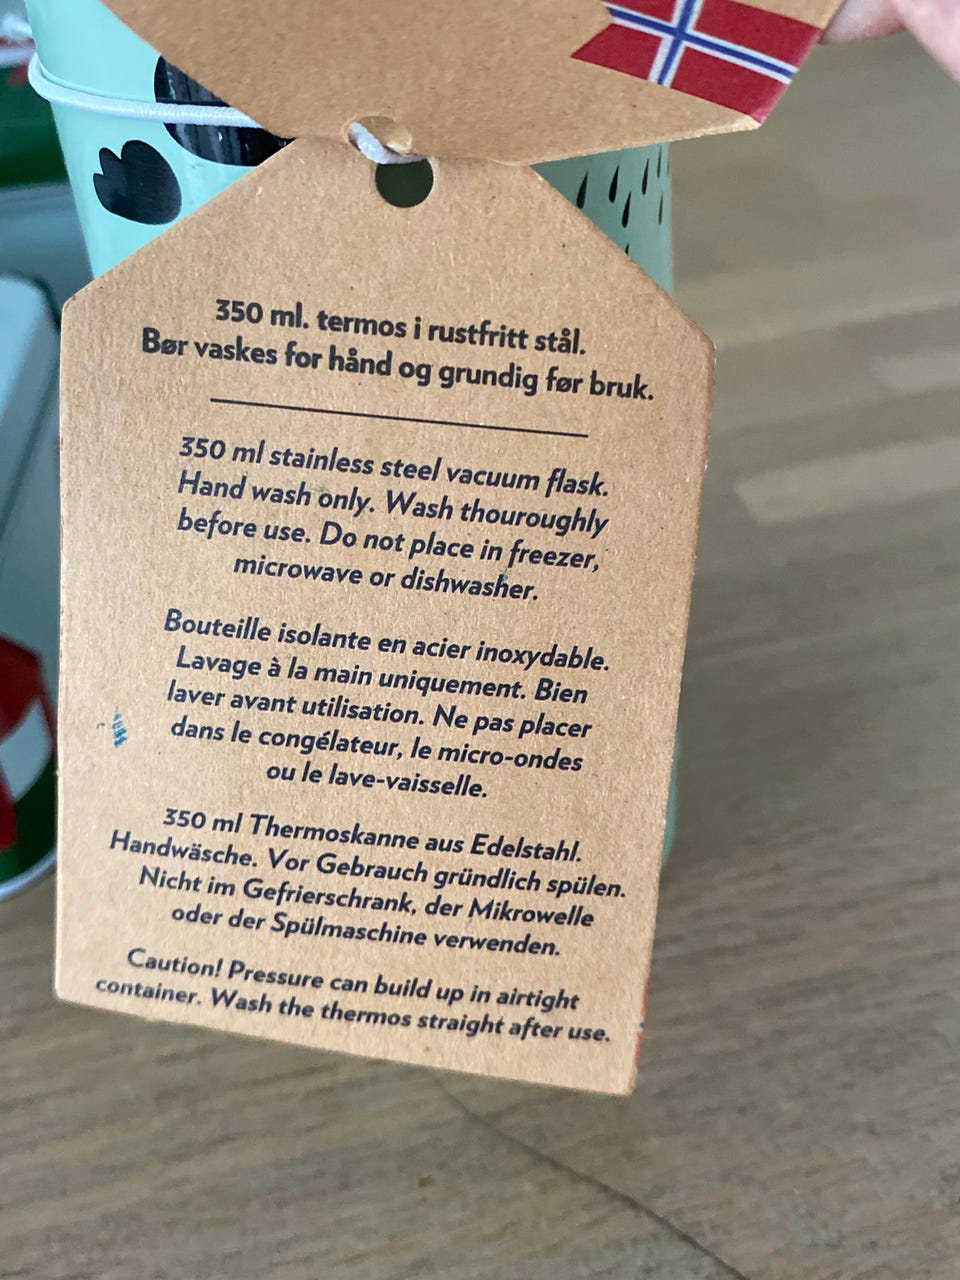 350 ml. termos i rustfritt stål.
Bør vaskes for hånd og grundig før bruk.
350 ml stainless steel vacuum flask.
Hand wash only. Wash thouroughly
before use. Do not place in freezer,
microwave or dishwasher.
Bouteille isolante en acier inoxydable.
Lavage à la main uniquement. Bien
laver avant utilisation. Ne pas placer
dans le congélateur, le micro-ondes
ou le lave-vaisselle.
350 ml Thermoskanne aus Edelstahl.
Handwäsche. Vor Gebrauch gründlich spülen.
Nicht im Gefrierschrank, der Mikrowelle
oder der Spülmaschine verwenden.
Caution! Pressure can build up in airtight
container. Wash the thermos straight after use.